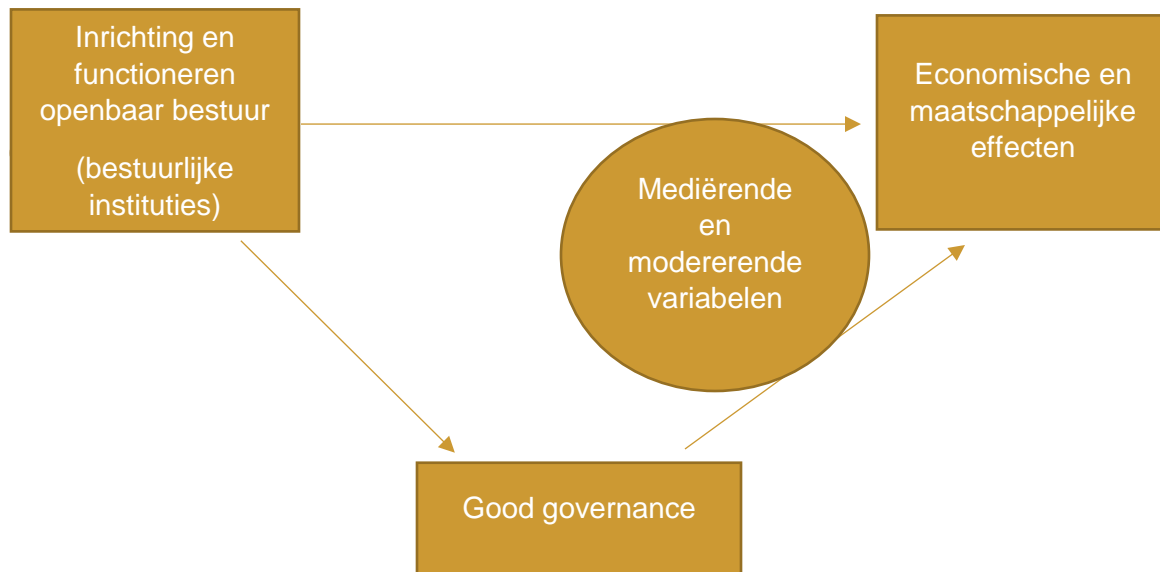 Inrichting en
functioneren
openbaar bestuur
(bestuurlijke
instituties)
Economische en
maatschappelijke
effecten
Mediërende
en
modererende
variabelen
Good governance